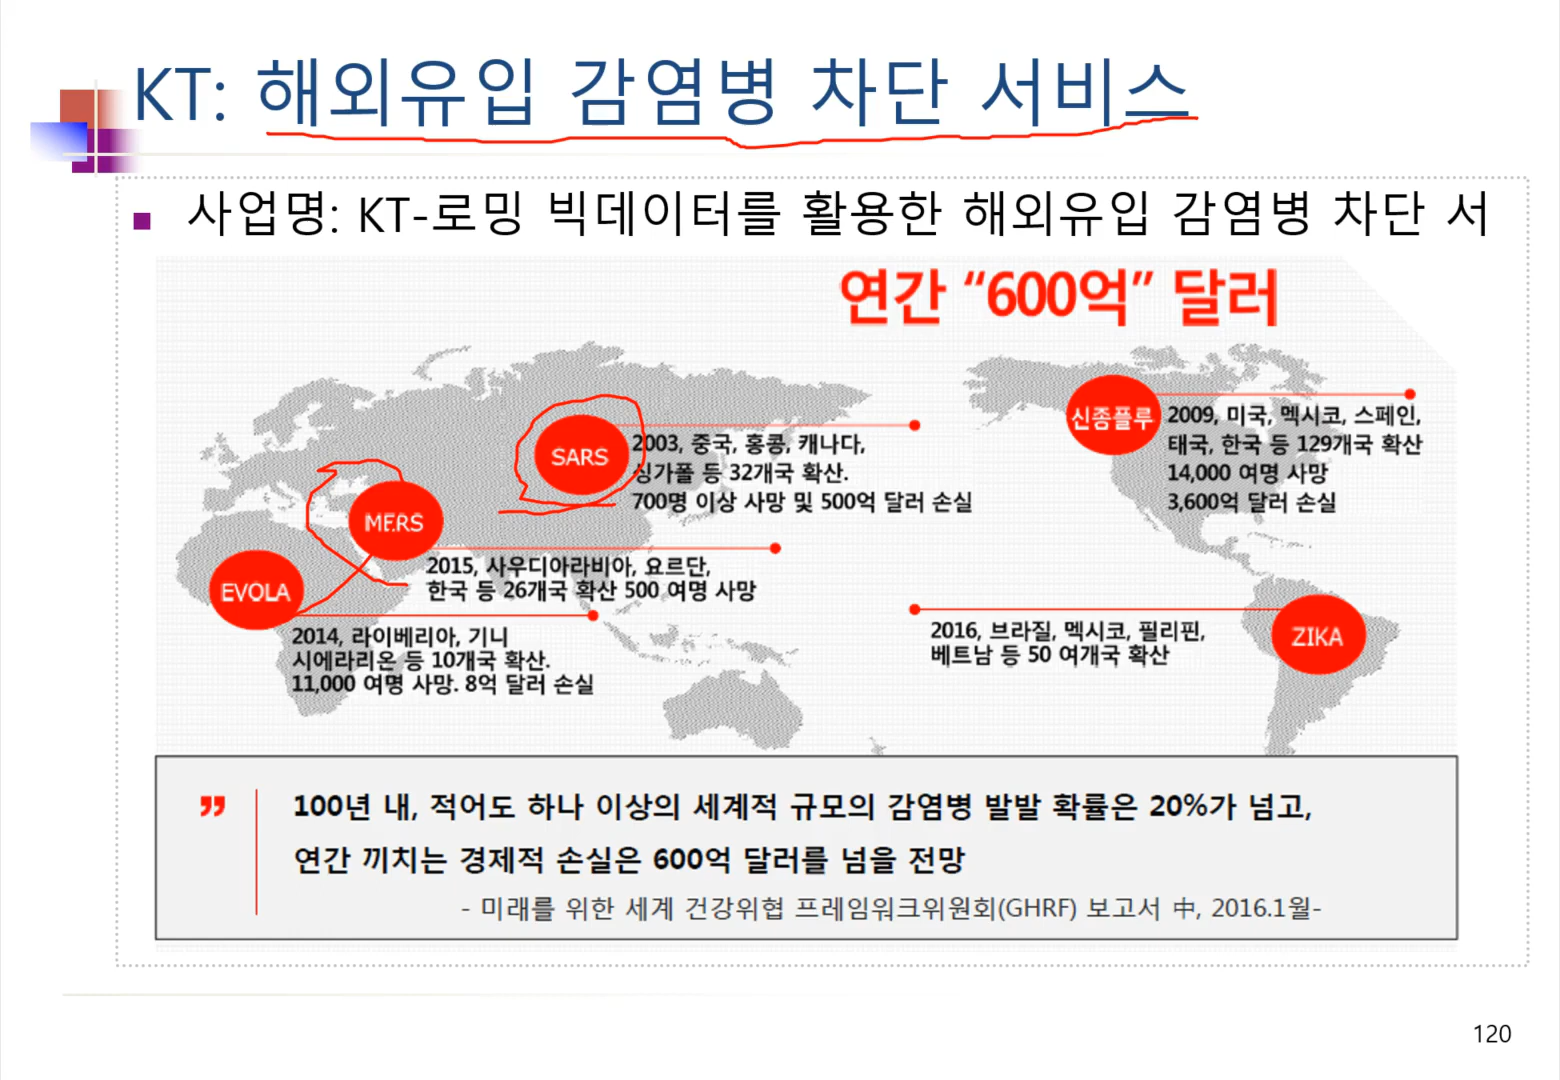 KT: 해외유입 감염병 차단 서비스
사업명: KT-로밍 빅데이터를 활용한 해외유입 감염병 차단 서
연간 “600억” 달러
신종플루
2009, 미국, 멕시코, 스페인,
태국, 한국 등 129개국 확산
14,000 여명 사망
3,600억 달러 손실
SARS
2003, 중국, 홍콩, 캐나다,
싱가폴 등 32개국 확산.
700명 이상 사망 및 500억 달러 손실
MERS
2015, 사우디아라비아, 요르단,
한국 등 26개국 확산 500 여명 사망
EVOLA
2014, 라이베리아, 기니
시에라리온 등 10개국 확산.
11,000 여명 사망. 8억 달러 손실
ZIKA
2016, 브라질, 멕시코, 필리핀,
베트남 등 50 여개국 확산
”
100년 내, 적어도 하나 이상의 세계적 규모의 감염병 발발 확률은 20%가 넘고,
연간 끼치는 경제적 손실은 600억 달러를 넘을 전망
- 미래를 위한 세계 건강위협 프레임워크위원회(GHRF) 보고서 中, 2016.1월-
120